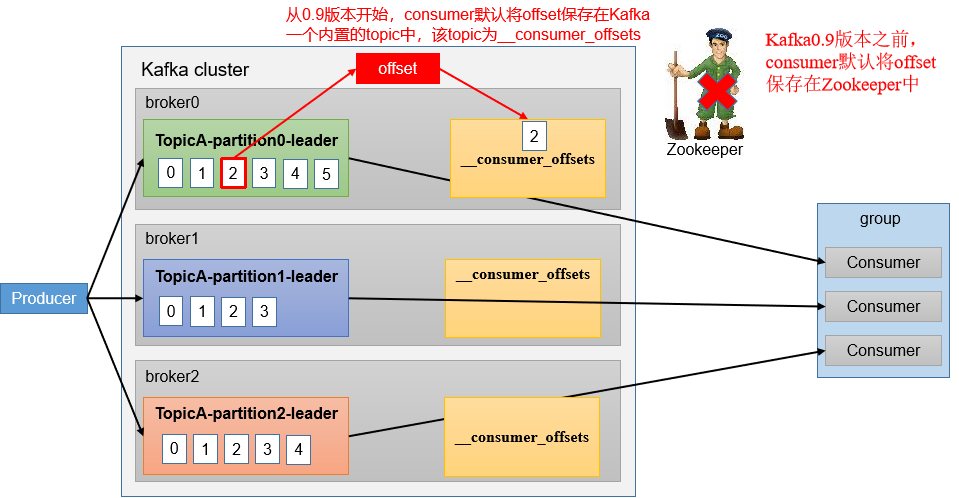 从0.9版本开始，consumer默认将offset保存在Kafka
一个内置的topic中，该topic为__consumer_offsets
Kafka0.9版本之前，
consumer默认将offset
保存在Zookeeper中
ZOO
Zookeeper
Kafka cluster
offset
broker0
TopicA-partition0-leader
0 1 2 3 4 5
2
__consumer_offsets
broker1
TopicA-partition1-leader
0 1 2 3
__consumer_offsets
broker2
TopicA-partition2-leader
0 1 2 3 4
__consumer_offsets
Producer
group
Consumer
Consumer
Consumer